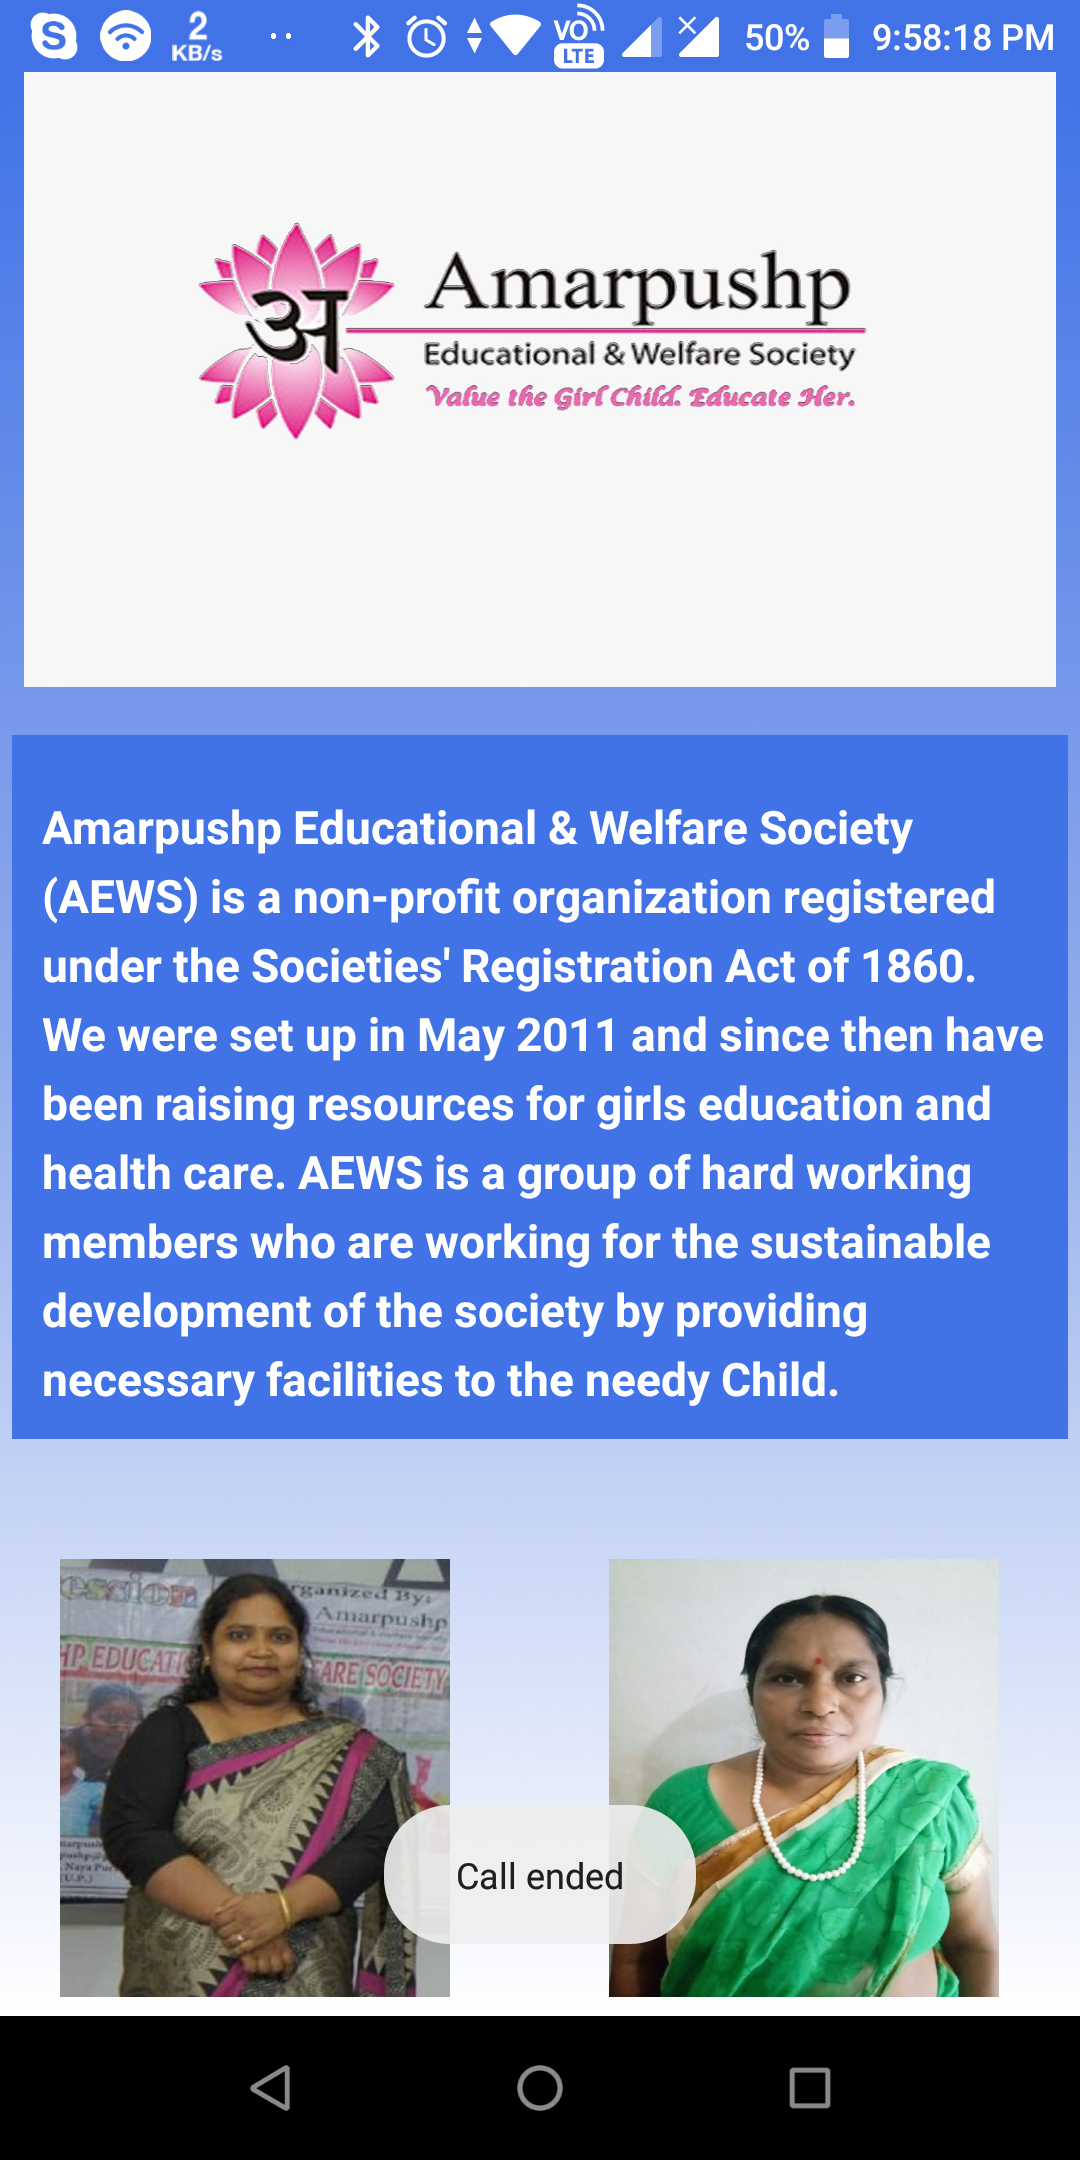 2
KB/s
VO
LTE
50%
9:58:18 PM
अ
Amarpushp
Educational & Welfare Society
Value the Girl Child. Educate Her.
Amarpushp Educational & Welfare Society
(AEWS) is a non-profit organization registered
under the Societies' Registration Act of 1860.
We were set up in May 2011 and since then have
been raising resources for girls education and
health care. AEWS is a group of hard working
members who are working for the sustainable
development of the society by providing
necessary facilities to the needy Child.
ession
rganized By:
Amarpushp
HP EDUCATI
FARE SOCIETY
Naya Pur
(U.P.)
Call ended